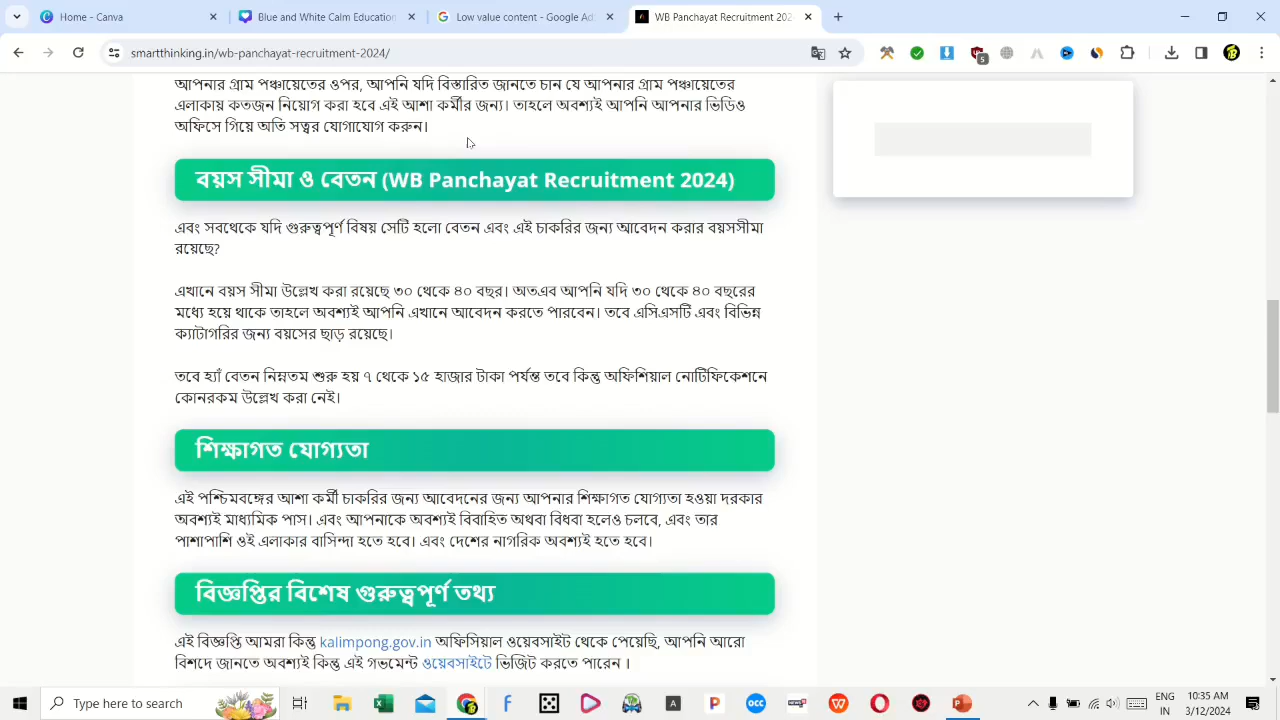 Home - Canva
Blue and White Calm Education
Low value content - Google Ad
WB Panchayat Recruitment 202
smartthinking.in/wb-panchayat-recruitment-2024/
5
আপনার গ্রাম পঞ্চায়েতের ওপর, আপনি যদি বিস্তারিত জানতে চান যে আপনার গ্রাম পঞ্চায়েতের
এলাকায় কতজন নিয়োগ করা হবে এই আশা কর্মীর জন্য। তাহলে অবশ্যই আপনি আপনার ভিডিও
অফিসে গিয়ে অতি সত্বর যোগাযোগ করুন।
বয়স সীমা ও বেতন (WB Panchayat Recruitment 2024)
এবং সবথেকে যদি গুরুত্বপূর্ণ বিষয় সেটি হলো বেতন এবং এই চাকরির জন্য আবেদন করার বয়সসীমা
রয়েছে?
এখানে বয়স সীমা উল্লেখ করা রয়েছে ৩০ থেকে ৪০ বছর। অতএব আপনি যদি ৩০ থেকে ৪০ বছরের
মধ্যে হয়ে থাকে তাহলে অবশ্যই আপনি এখানে আবেদন করতে পারবেন। তবে এসিএসটি এবং বিভিন্ন
ক্যাটাগরির জন্য বয়সের ছাড় রয়েছে।
তবে হ্যাঁ বেতন নিম্নতম শুরু হয় ৭ থেকে ১৫ হাজার টাকা পর্যন্ত তবে কিন্তু অফিশিয়াল নোটিফিকেশনে
কোনরকম উল্লেখ করা নেই।
শিক্ষাগত যোগ্যতা
এই পশ্চিমবঙ্গের আশা কর্মী চাকরির জন্য আবেদনের জন্য আপনার শিক্ষাগত যোগ্যতা হওয়া দরকার
অবশ্যই মাধ্যমিক পাস। এবং আপনাকে অবশ্যই বিবাহিত অথবা বিধবা হলেও চলবে, এবং তার
পাশাপাশি ওই এলাকার বাসিন্দা হতে হবে। এবং দেশের নাগরিক অবশ্যই হতে হবে।
বিজ্ঞপ্তির বিশেষ গুরুত্বপূর্ণ তথ্য
এই বিজ্ঞপ্তি আমরা কিন্তু kalimpong.gov.in অফিসিয়াল ওয়েবসাইট থেকে পেয়েছি, আপনি আরো
বিশদে জানতে অবশ্যই কিন্তু এই গভমেন্ট ওয়েবসাইটে ভিজিট করতে পারেন ।
Type here to search
ENG
IN
10:35 AM
3/12/2024